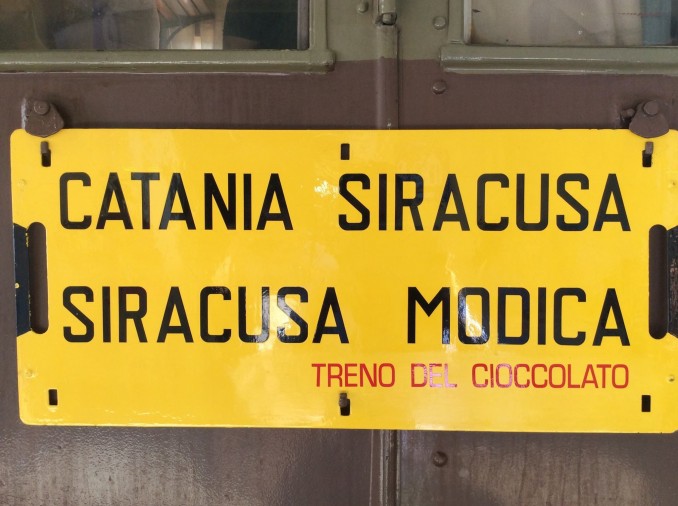 CATANIA SIRACUSA
SIRACUSA MODICA
TRENO DEL CIOCCOLATO